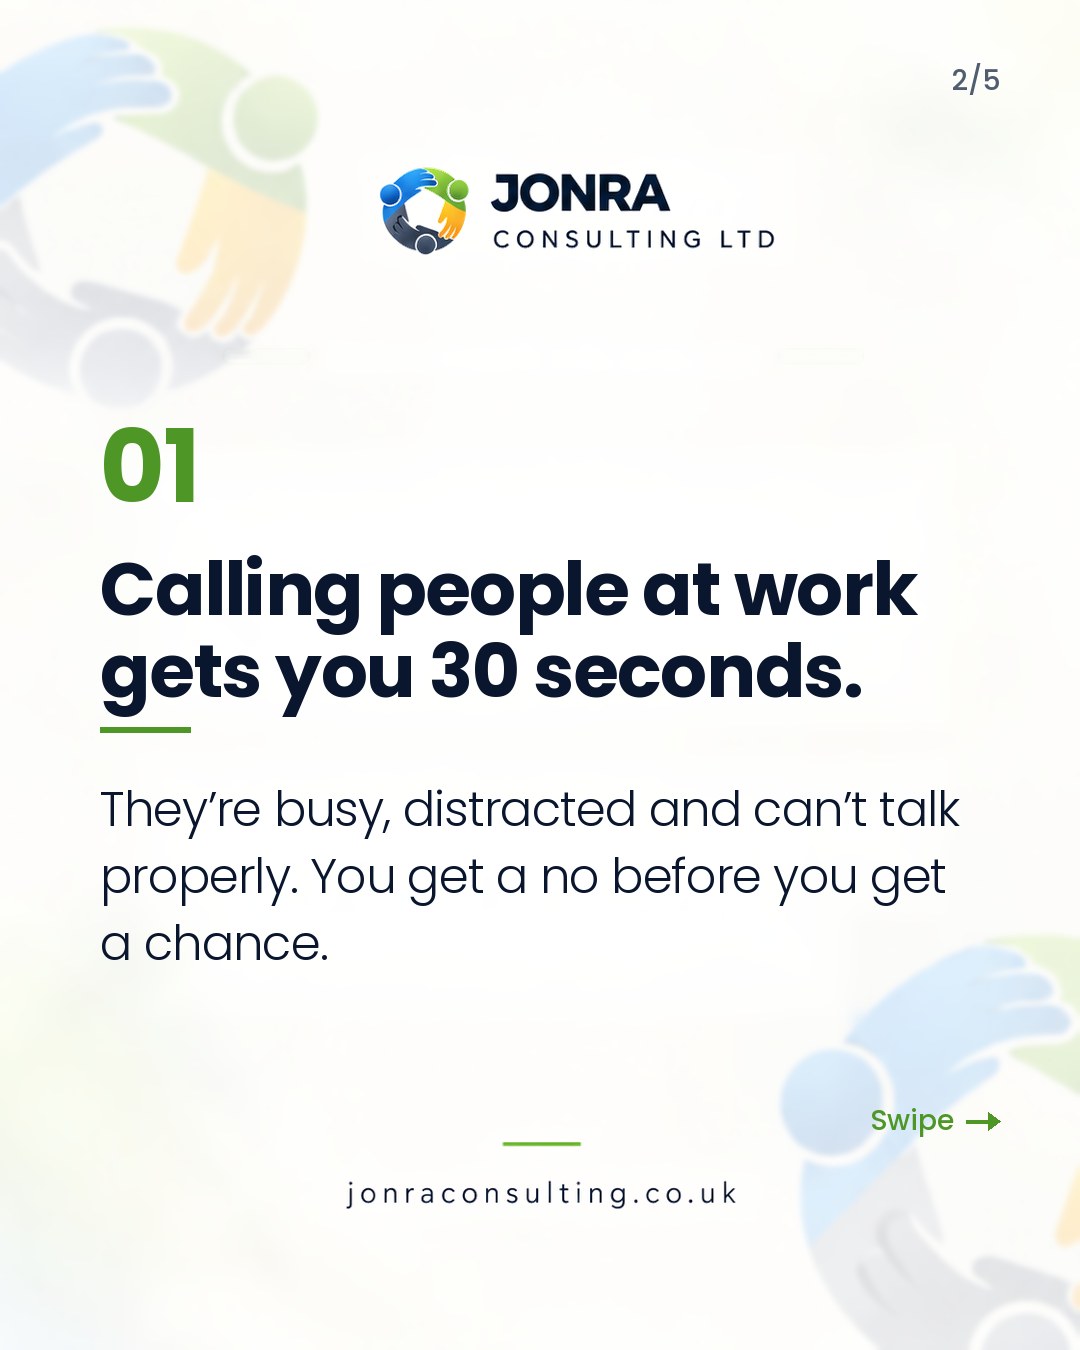 2/5
JONRA
CONSULTING LTD
01
Calling people at work
gets you 30 seconds.
They’re busy, distracted and can’t talk
properly. You get a no before you get
a chance.
Swipe
jonraconsulting.co.uk